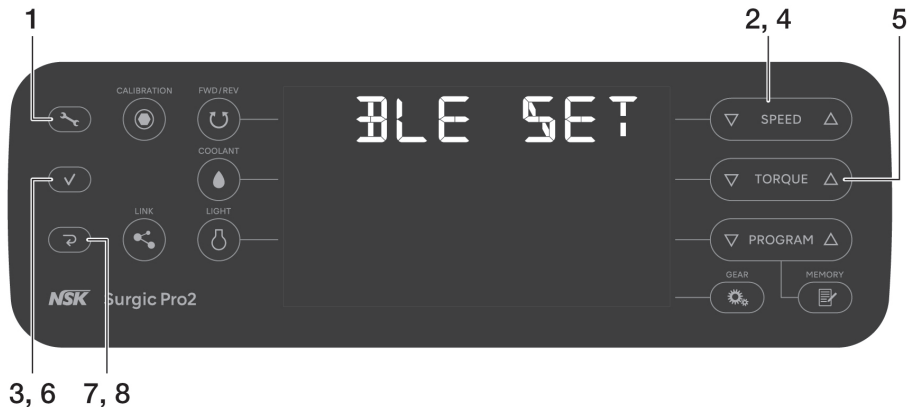 1
2, 4
5
CALIBRATION
FWD/REV
BLE SET
SPEED
COOLANT
TORQUE
LINK
LIGHT
PROGRAM
GEAR
MEMORY
NSK Surgic Pro2
3, 6
7, 8